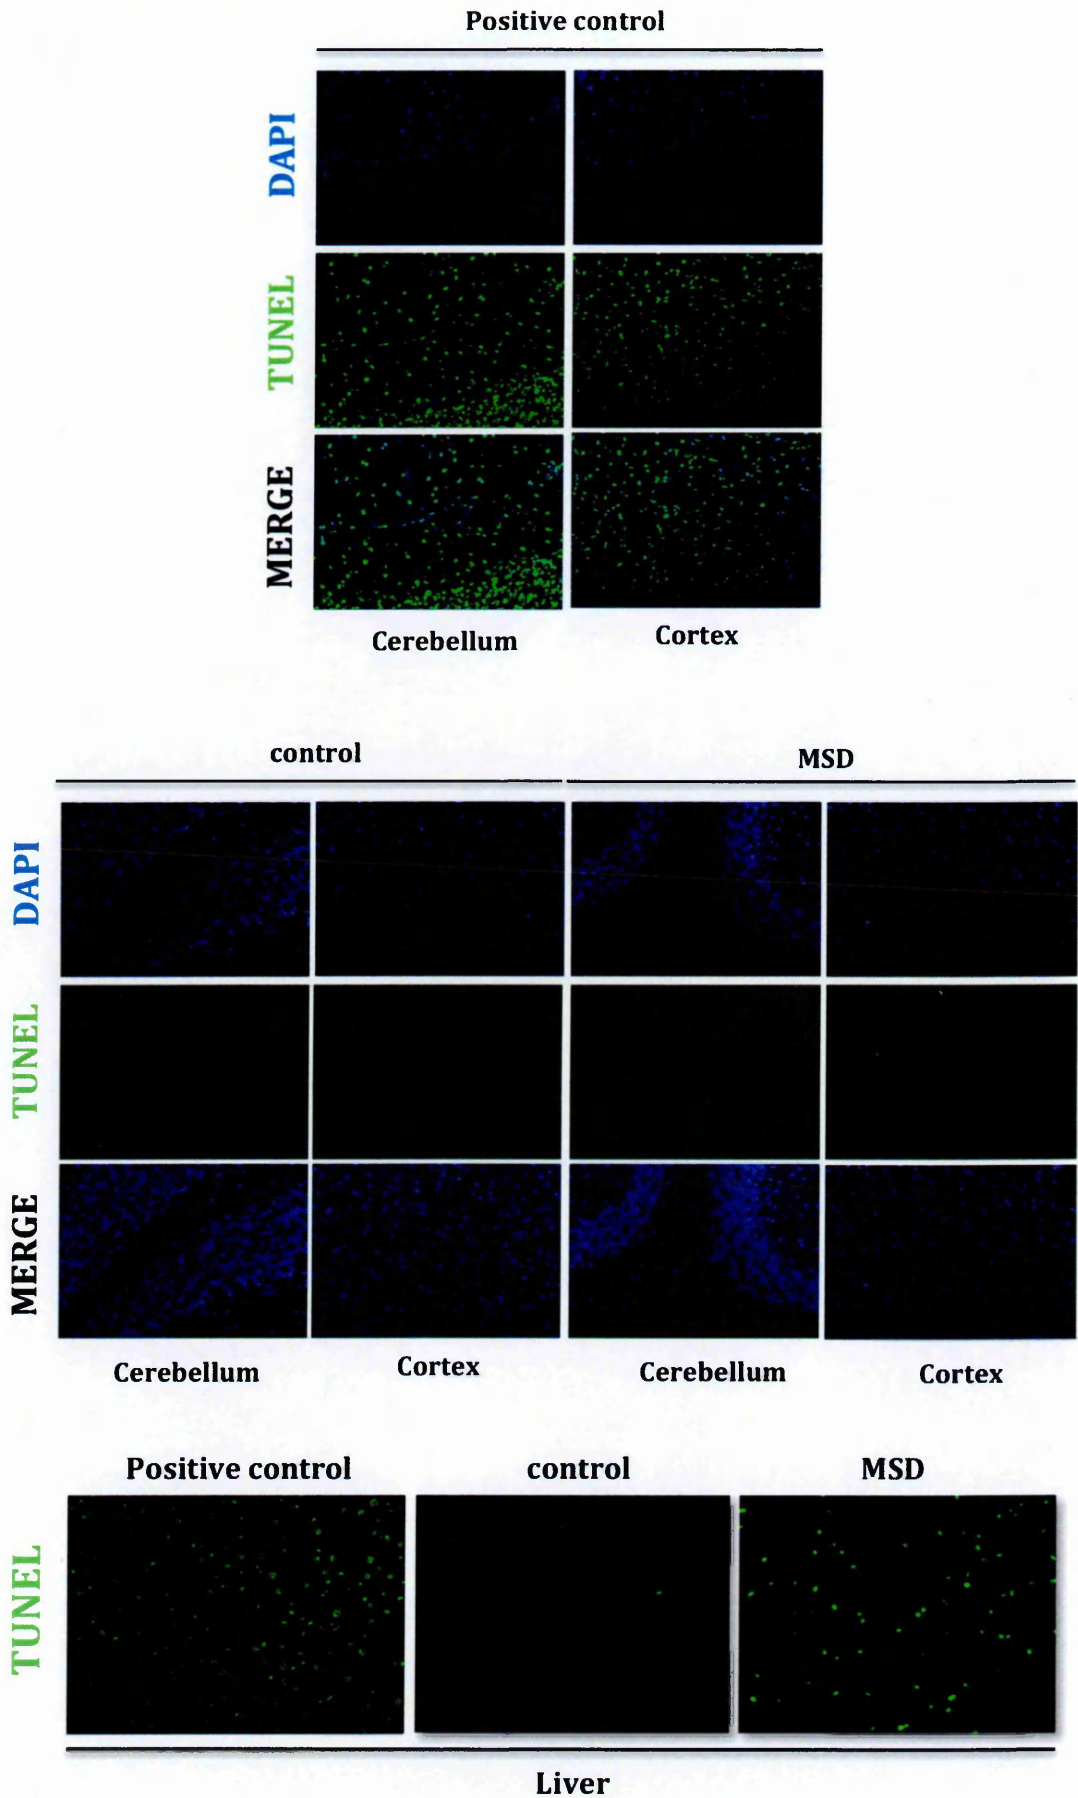 Positive control
DAPI
TUNEL
MERGE
Cerebellum Cortex
control MSD
DAPI
TUNEL
MERGE
Cerebellum Cortex Cerebellum Cortex
Positive control control MSD
TUNEL
Liver